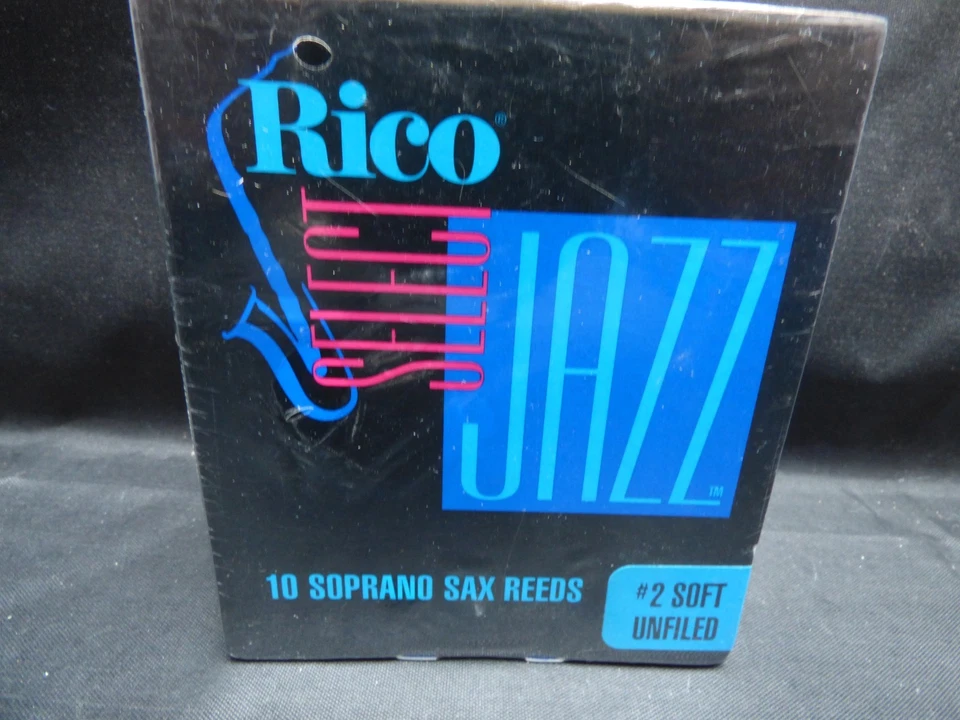 Rico®
SELECT
JAZZ™
10 SOPRANO SAX REEDS
#2 SOFT
UNFILED